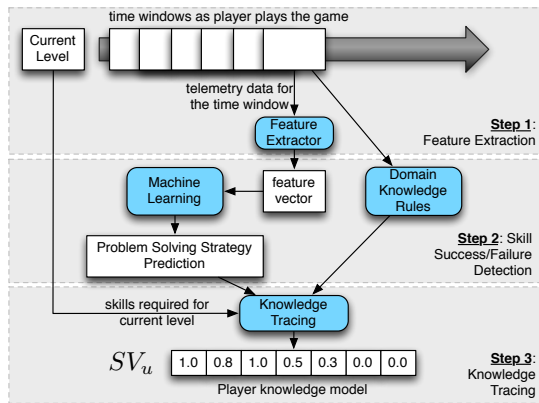 time windows as player plays the game
Current
Level
telemetry data for
the time window
Feature
Extractor
Step 1:
Feature Extraction
Machine
Learning
feature
vector
Domain
Knowledge
Rules
Problem Solving Strategy
Prediction
Step 2: Skill
Success/Failure
Detection
skills required for
current level
Knowledge
Tracing
SVu 1.0 0.8 1.0 0.5 0.3 0.0 0.0
Player knowledge model
Step 3:
Knowledge
Tracing